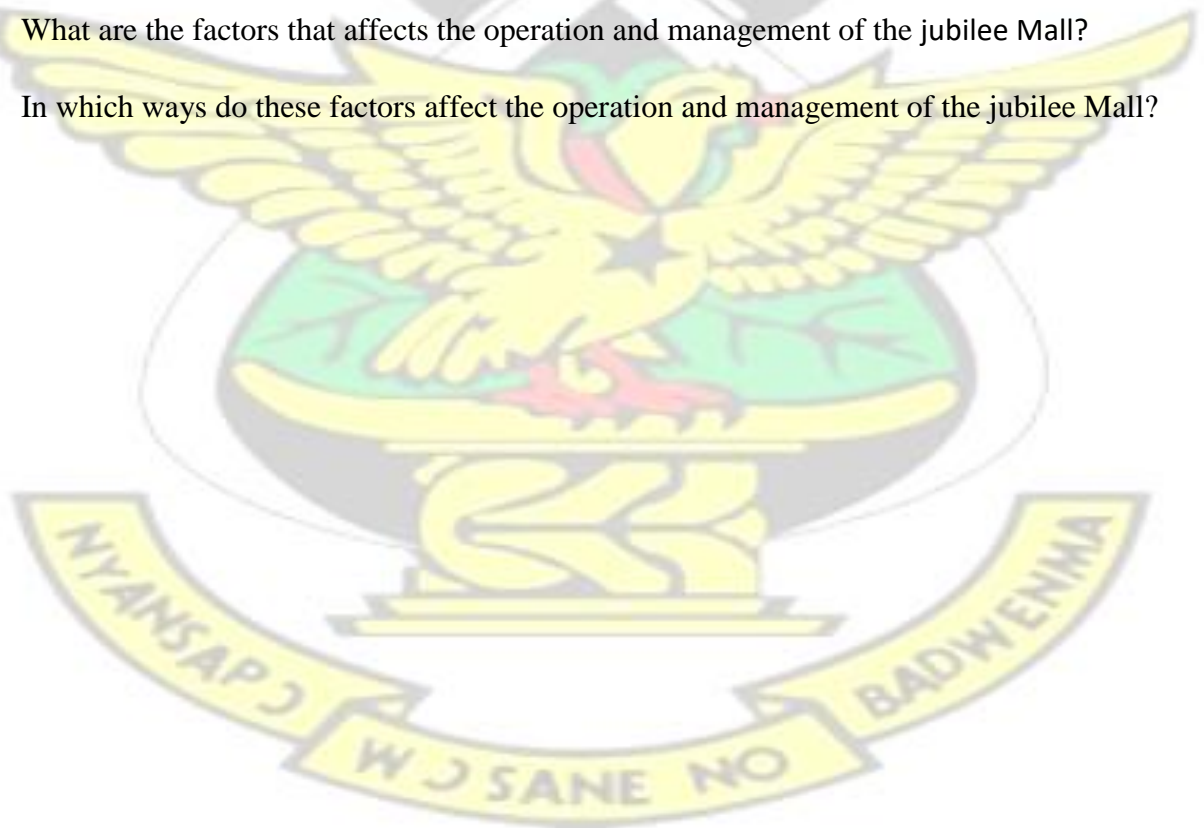 What are the factors that affects the operation and management of the jubilee Mall?
In which ways do these factors affect the operation and management of the jubilee Mall?
NYANSAPƆ
WƆSANE NO
BADWENMA